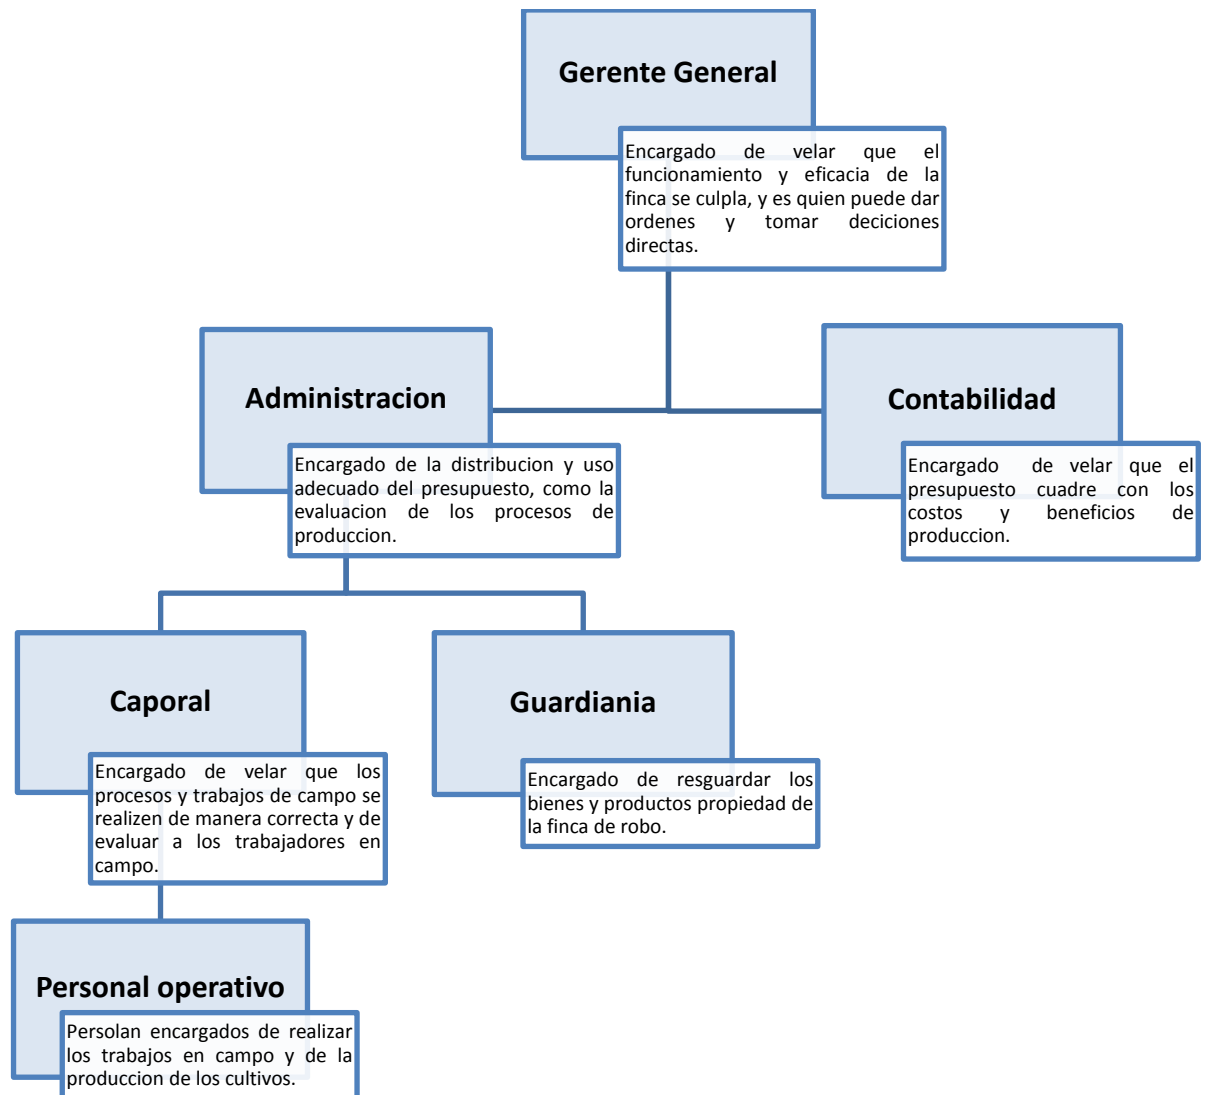 Gerente General
Encargado de velar que el
funcionamiento y eficacia de la
finca se culpla, y es quien puede dar
ordenes y tomar deciciones
directas.
Administracion
Encargado de la distribucion y uso
adecuado del presupuesto, como la
evaluacion de los procesos de
produccion.
Contabilidad
Encargado de velar que el
presupuesto cuadre con los
costos y beneficios de
produccion.
Caporal
Encargado de velar que los
procesos y trabajos de campo se
realizen de manera correcta y de
evaluar a los trabajadores en
campo.
Guardiania
Encargado de resguardar los
bienes y productos propiedad de
la finca de robo.
Personal operativo
Persolan encargados de realizar
los trabajos en campo y de la
produccion de los cultivos.